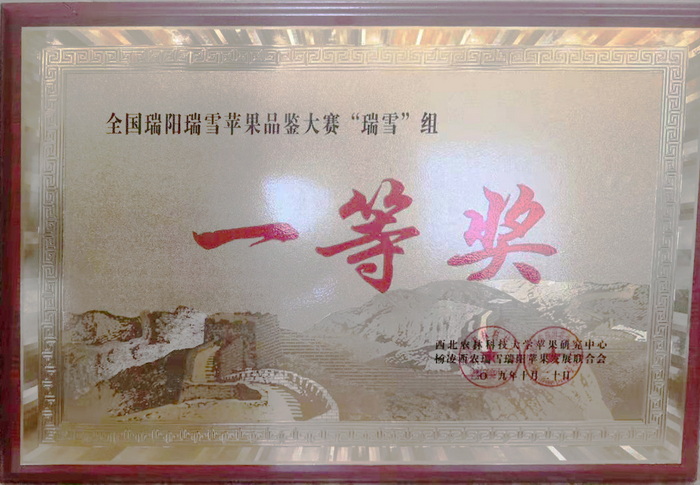 全国瑞阳瑞雪苹果品鉴大赛“瑞雪”组
一等奖
西北农林科技大学苹果研究中心
杨凌西农瑞雪瑞阳苹果发展联合会
二〇一九年十月二十日